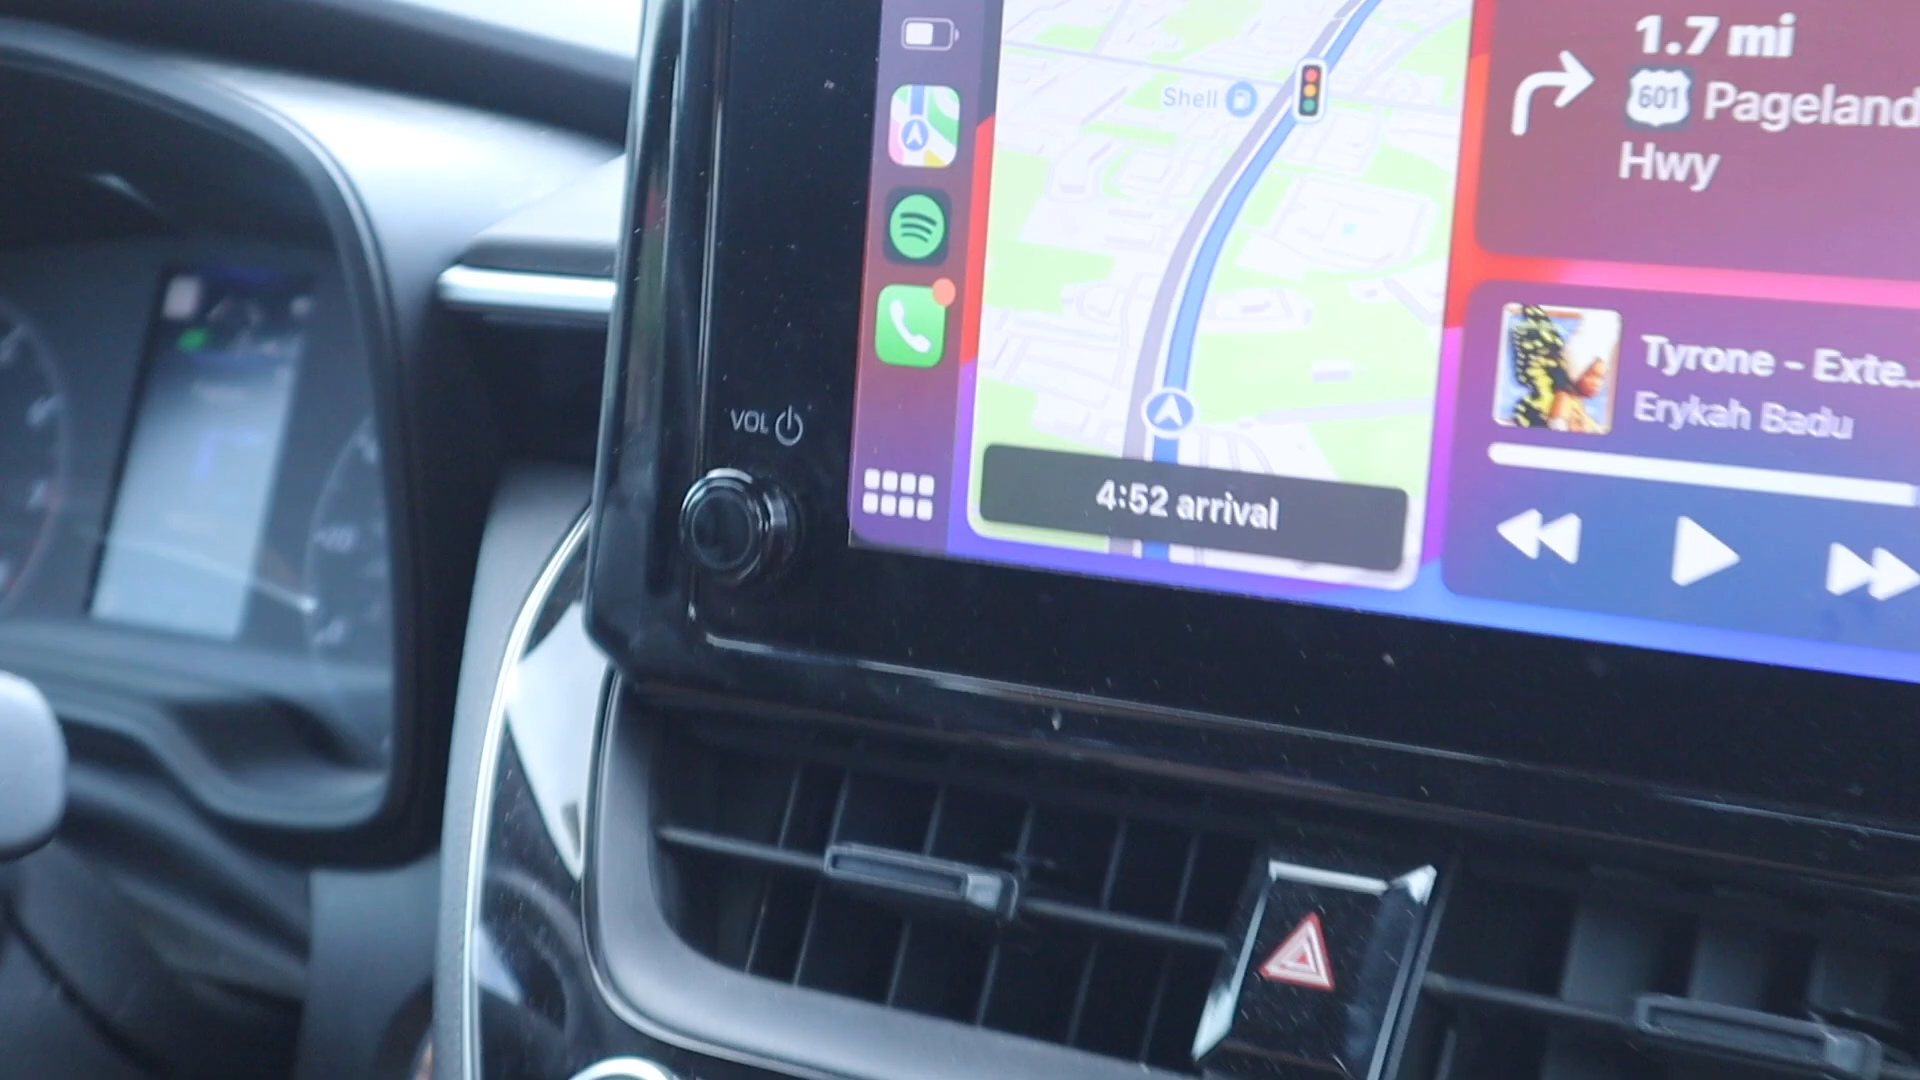 1.7 mi
601 Pageland
Hwy
Shell
Tyrone - Exte...
Erykah Badu
VOL
4:52 arrival